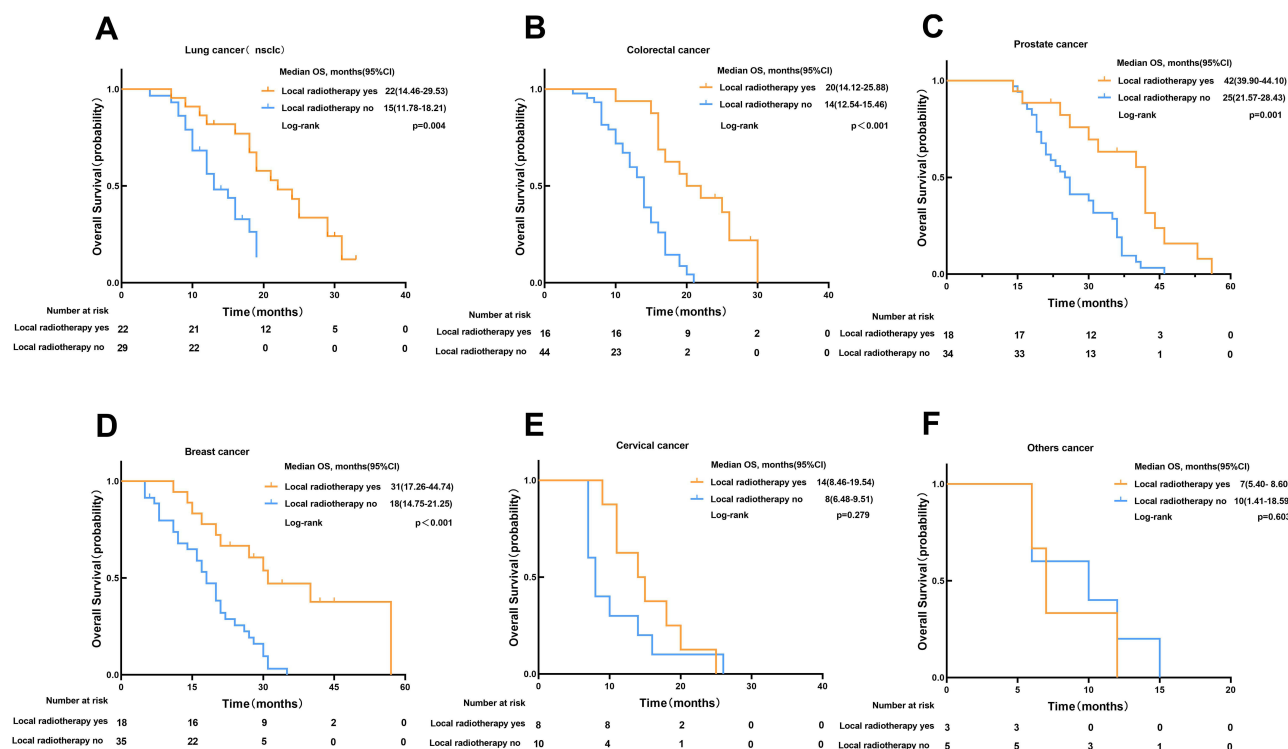 A
Lung cancer( nsclc)
Median OS, months(95%CI)
Local radiotherapy yes 22(14.46-29.53)
Local radiotherapy no 15(11.78-18.21)
Log-rank p=0.004
Overall Survival(probability)
1.0
0.5
0.0
0 10 20 30 40
Time(months)
Number at risk
Local radiotherapy yes 22 21 12 5 0
Local radiotherapy no 29 22 0 0 0
B
Colorectal cancer
Median OS, months(95%CI)
Local radiotherapy yes 20(14.12-25.88)
Local radiotherapy no 14(12.54-15.46)
Log-rank p<0.001
Overall Survival(probability)
1.0
0.5
0.0
0 10 20 30 40
Time(months)
Number at risk
Local radiotherapy yes 16 16 9 2 0
Local radiotherapy no 44 23 2 0 0
C
Prostate cancer
Median OS, months(95%CI)
Local radiotherapy yes 42(39.90-44.10)
Local radiotherapy no 25(21.57-28.43)
Log-rank p=0.001
Overall Survival(probability)
1.0
0.5
0.0
0 15 30 45 60
Time(months)
Number at risk
Local radiotherapy yes 18 17 12 3 0
Local radiotherapy no 34 33 13 1 0
D
Breast cancer
Median OS, months(95%CI)
Local radiotherapy yes 31(17.26-44.74)
Local radiotherapy no 18(14.75-21.25)
Log-rank p<0.001
Overall Survival(probability)
1.0
0.5
0.0
0 15 30 45 60
Time(months)
Number at risk
Local radiotherapy yes 18 16 9 2 0
Local radiotherapy no 35 22 5 0 0
E
Cervical cancer
Median OS, months(95%CI)
Local radiotherapy yes 14(8.46-19.54)
Local radiotherapy no 8(6.48-9.51)
Log-rank p=0.279
Overall Survival(probability)
1.0
0.5
0.0
0 10 20 30 40
Time(months)
Number at risk
Local radiotherapy yes 8 8 2 0 0
Local radiotherapy no 10 4 1 0 0
F
Others cancer
Median OS, months(95%CI)
Local radiotherapy yes 7(5.40- 8.60
Local radiotherapy no 10(1.41-18.59
Log-rank p=0.603
Overall Survival(probability)
1.0
0.5
0.0
0 5 10 15 20
Time(months)
Number at risk
Local radiotherapy yes 3 3 0 0 0
Local radiotherapy no 5 5 3 1 0